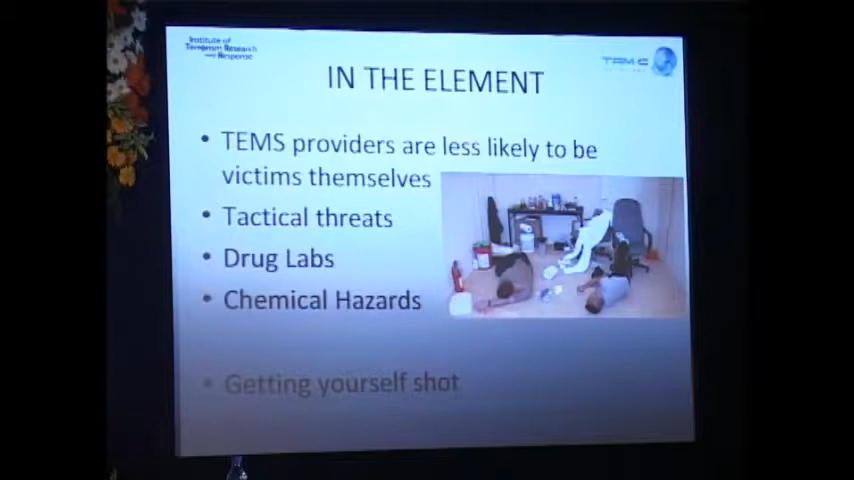 Institute of
Terrorism Research
and Response
TAM-C
IN THE ELEMENT
• TEMS providers are less likely to be
victims themselves
• Tactical threats
• Drug Labs
• Chemical Hazards
• Getting yourself shot